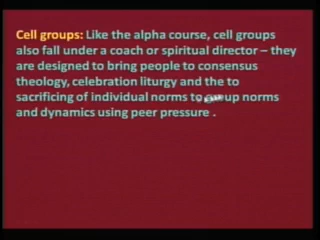 Cell groups: Like the alpha course, cell groups
also fall under a coach or spiritual director – they
are designed to bring people to consensus
theology, celebration liturgy and the to
sacrificing of individual norms to norms
and dynamics using peer pressure .